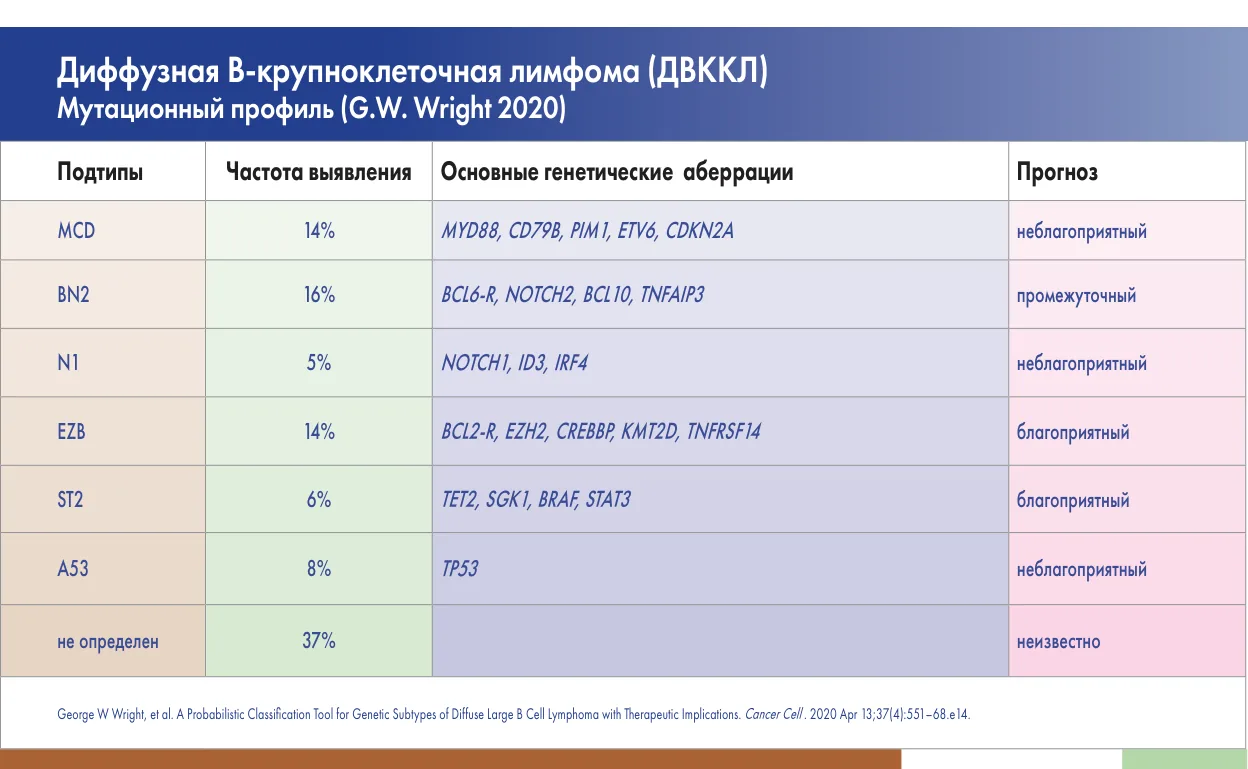 Диффузная В-крупноклеточная лимфома (ДВККЛ)
Мутационный профиль (G.W. Wright 2020)
Подтипы Частота выявления Основные генетические аберрации Прогноз
MCD 14% MYD88, CD79B, PIM1, ETV6, CDKN2A неблагоприятный
BN2 16% BCL6-R, NOTCH2, BCL10, TNFAIP3 промежуточный
N1 5% NOTCH1, ID3, IRF4 неблагоприятный
EZB 14% BCL2-R, EZH2, CREBBP, KMT2D, TNFRSF14 благоприятный
ST2 6% TET2, SGK1, BRAF, STAT3 благоприятный
A53 8% TP53 неблагоприятный
не определен 37% неизвестно
George W Wright, et al. A Probabilistic Classification Tool for Genetic Subtypes of Diffuse Large B Cell Lymphoma with Therapeutic Implications. Cancer Cell . 2020 Apr 13;37(4):551–68.e14.